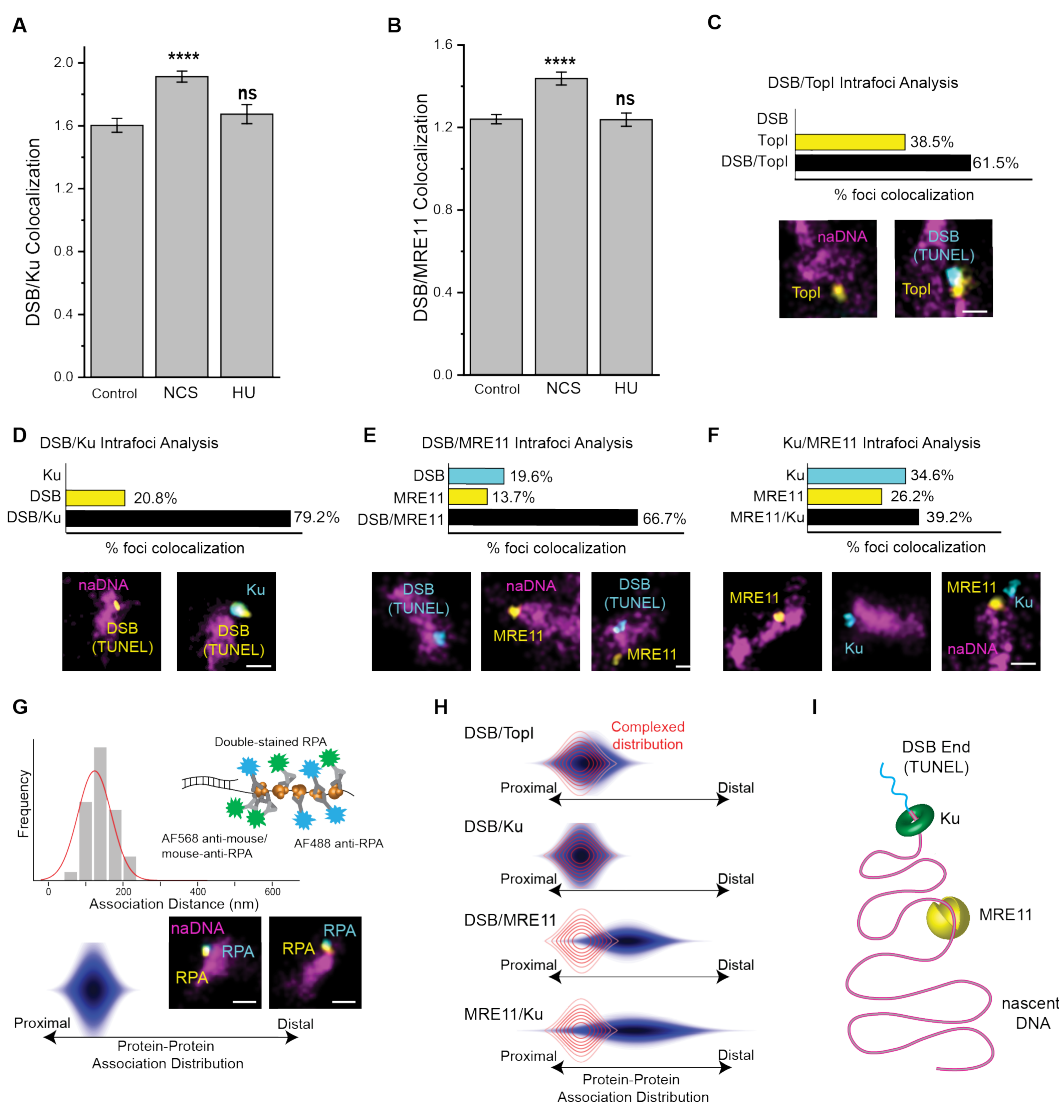 A
DSB/Ku Colocalization
2.0
1.6
1.2
0.8
0.4
0.0
****
ns
Control
NCS
HU
B
DSB/MRE11 Colocalization
1.6
1.2
2.4
1.2
0.0
****
ns
Control
NCS
HU
C
DSB/TopI Intrafoci Analysis
DSB
TopI
38.5%
DSB/TopI
61.5%
% foci colocalization
naDNA
TopI
DSB
(TUNEL)
TopI
D
DSB/Ku Intrafoci Analysis
Ku
DSB
20.8%
DSB/Ku
79.2%
% foci colocalization
naDNA
DSB
(TUNEL)
Ku
DSB
(TUNEL)
E
DSB/MRE11 Intrafoci Analysis
DSB
19.6%
MRE11
13.7%
DSB/MRE11
66.7%
% foci colocalization
DSB
(TUNEL)
naDNA
MRE11
DSB
(TUNEL)
MRE11
F
Ku/MRE11 Intrafoci Analysis
Ku
34.6%
MRE11
26.2%
MRE11/Ku
39.2%
% foci colocalization
MRE11
Ku
MRE11
Ku
naDNA
G
Frequency
0
200
400
600
Association Distance (nm)
Double-stained RPA
AF568 anti-mouse/
mouse-anti-RPA
AF488 anti-RPA
naDNA
RPA
RPA
RPA
RPA
Proximal
Distal
Protein-Protein
Association Distribution
H
DSB/TopI
Complexed
distribution
Proximal
Distal
DSB/Ku
Proximal
Distal
DSB/MRE11
Proximal
Distal
MRE11/Ku
Proximal
Distal
Protein-Protein
Association Distribution
I
DSB End
(TUNEL)
Ku
MRE11
nascent
DNA